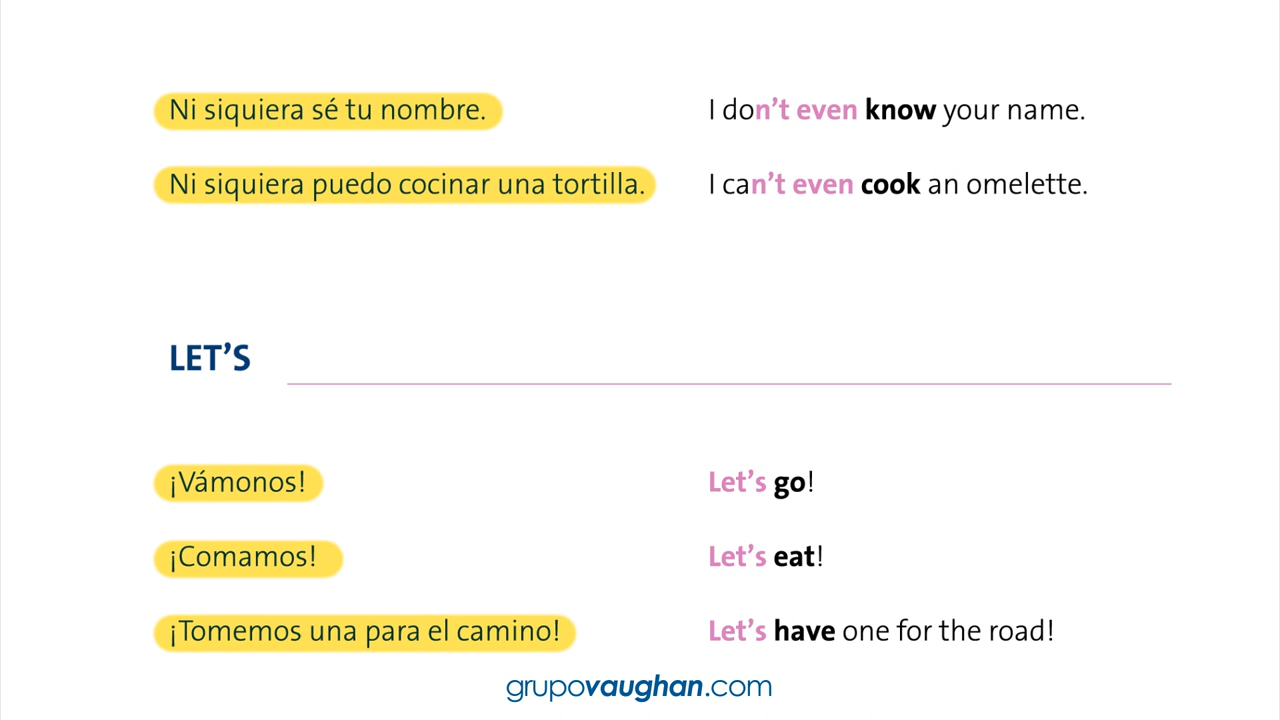 Ni siquiera sé tu nombre. I don’t even know your name.
Ni siquiera puedo cocinar una tortilla. I can’t even cook an omelette.
LET’S
¡Vámonos! Let’s go!
¡Comamos! Let’s eat!
¡Tomemos una para el camino! Let’s have one for the road!
grupovaughan.com